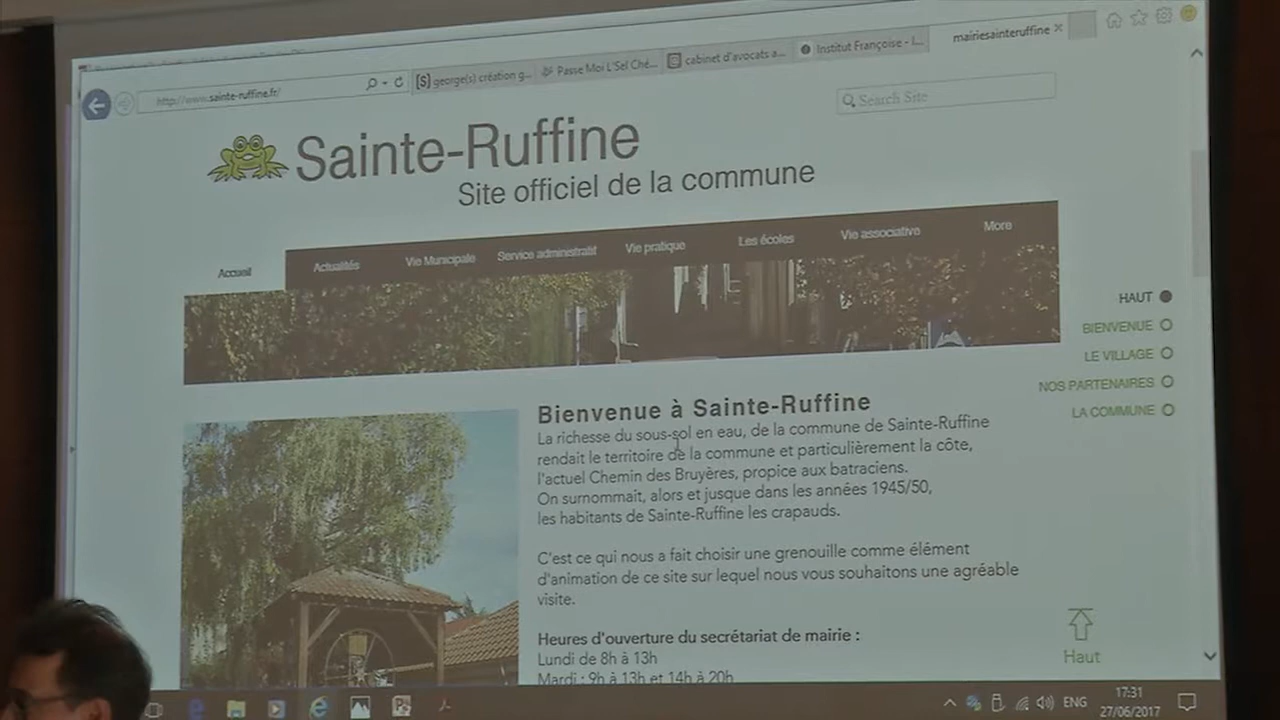 http://www.sainte-ruffine.fr/
[S] george(s) création g...
Passe Moi L'Sel Ché...
cabinet d'avocats a...
Institut Françoise - I...
mairiesainteruffine
Search Site
Sainte-Ruffine
Site officiel de la commune
Accueil
Actualités
Vie Municipale
Service administratif
Vie pratique
Les écoles
Vie associative
More
HAUT
BIENVENUE
LE VILLAGE
NOS PARTENAIRES
LA COMMUNE
Bienvenue à Sainte-Ruffine
La richesse du sous-sol en eau, de la commune de Sainte-Ruffine
rendait le territoire de la commune et particulièrement la côte,
l'actuel Chemin des Bruyères, propice aux batraciens.
On surnommait, alors et jusque dans les années 1945/50,
les habitants de Sainte-Ruffine les crapauds.
C'est ce qui nous a fait choisir une grenouille comme élément
d'animation de ce site sur lequel nous vous souhaitons une agréable
visite.
Heures d'ouverture du secrétariat de mairie :
Lundi de 8h à 13h
Mardi : 9h à 13h et 14h à 20h
Haut
ENG
17:31
27/06/2017